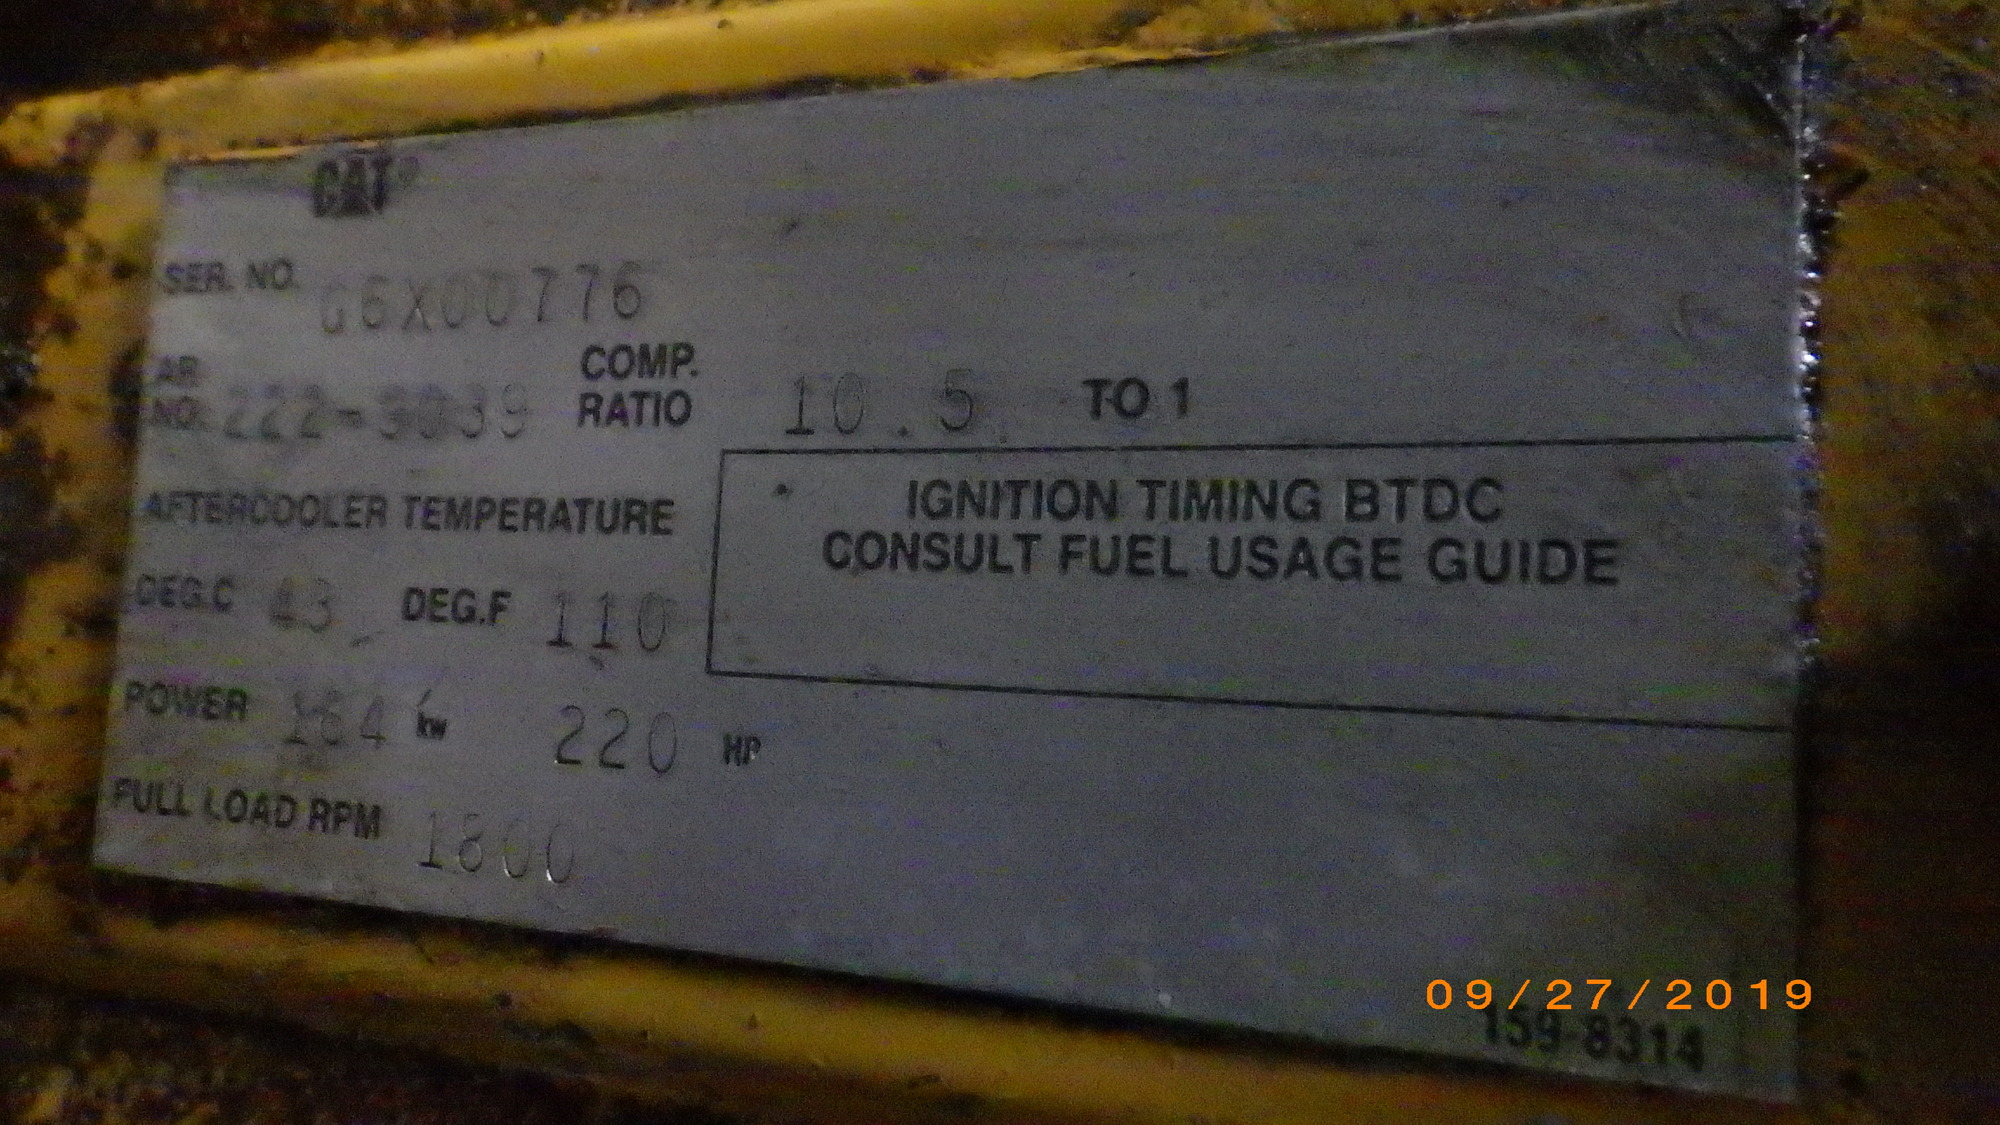 CAT®
SER. NO. G6X00776
AR NO. 222-9039 COMP. RATIO 10.5 TO 1
AFTERCOOLER TEMPERATURE
DEG.C 43 DEG.F 110
IGNITION TIMING BTDC
CONSULT FUEL USAGE GUIDE
POWER 164 kw 220 HP
FULL LOAD RPM 1800
09/27/2019
159-8314